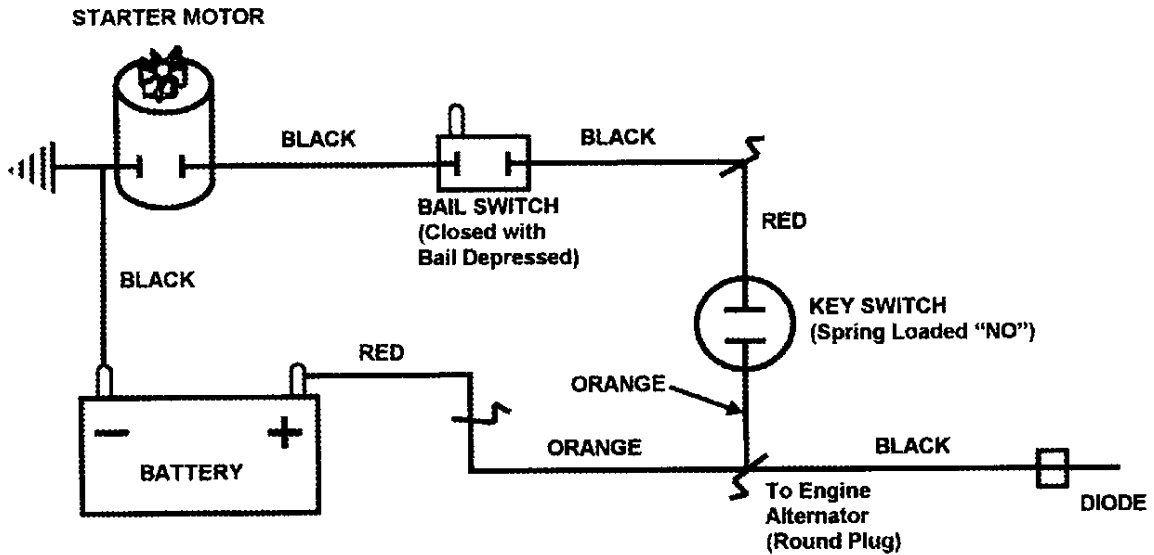 STARTER MOTOR
BLACK
BLACK
BAIL SWITCH
(Closed with
Bail Depressed)
RED
BLACK
KEY SWITCH
(Spring Loaded “NO”)
RED
ORANGE
ORANGE
BLACK
− +
BATTERY
To Engine
Alternator
(Round Plug)
DIODE